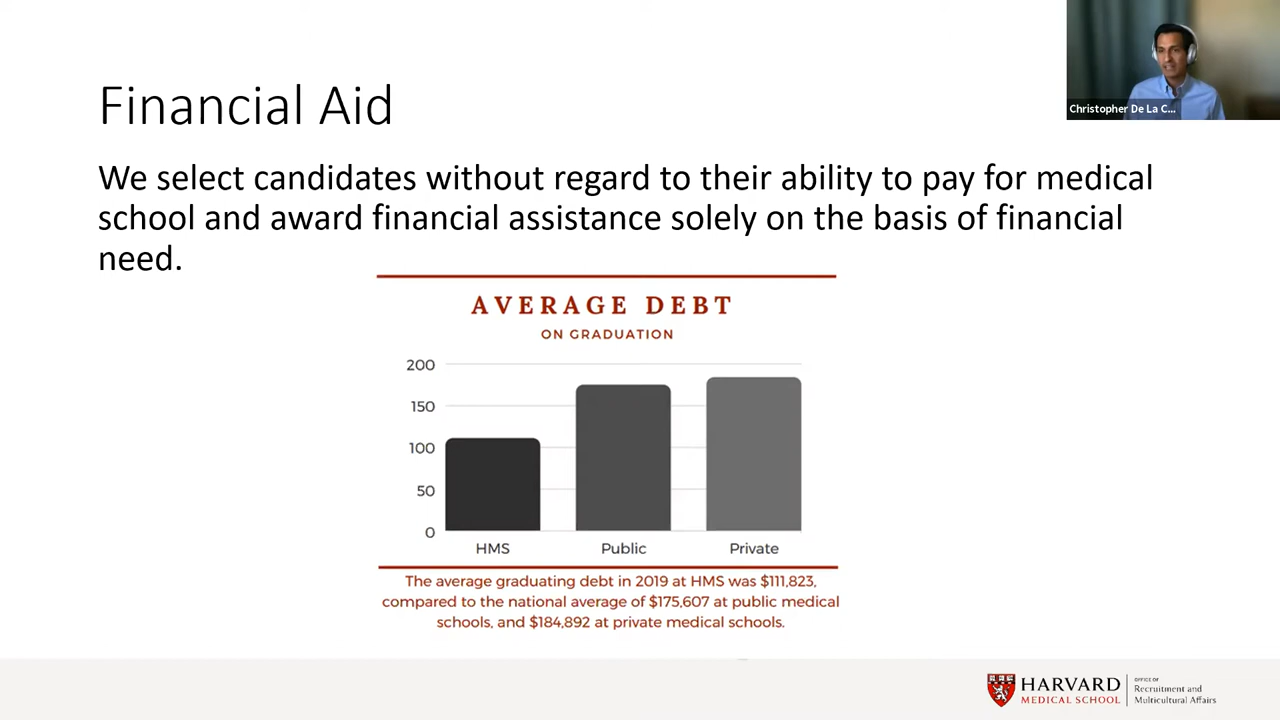 Christopher De La C...
Financial Aid
We select candidates without regard to their ability to pay for medical
school and award financial assistance solely on the basis of financial
need.
AVERAGE DEBT
ON GRADUATION
200
150
100
50
0
HMS Public Private
The average graduating debt in 2019 at HMS was $111,823,
compared to the national average of $175,607 at public medical
schools, and $184,892 at private medical schools.
HARVARD
MEDICAL SCHOOL
OFFICE OF
Recruitment and
Multicultural Affairs